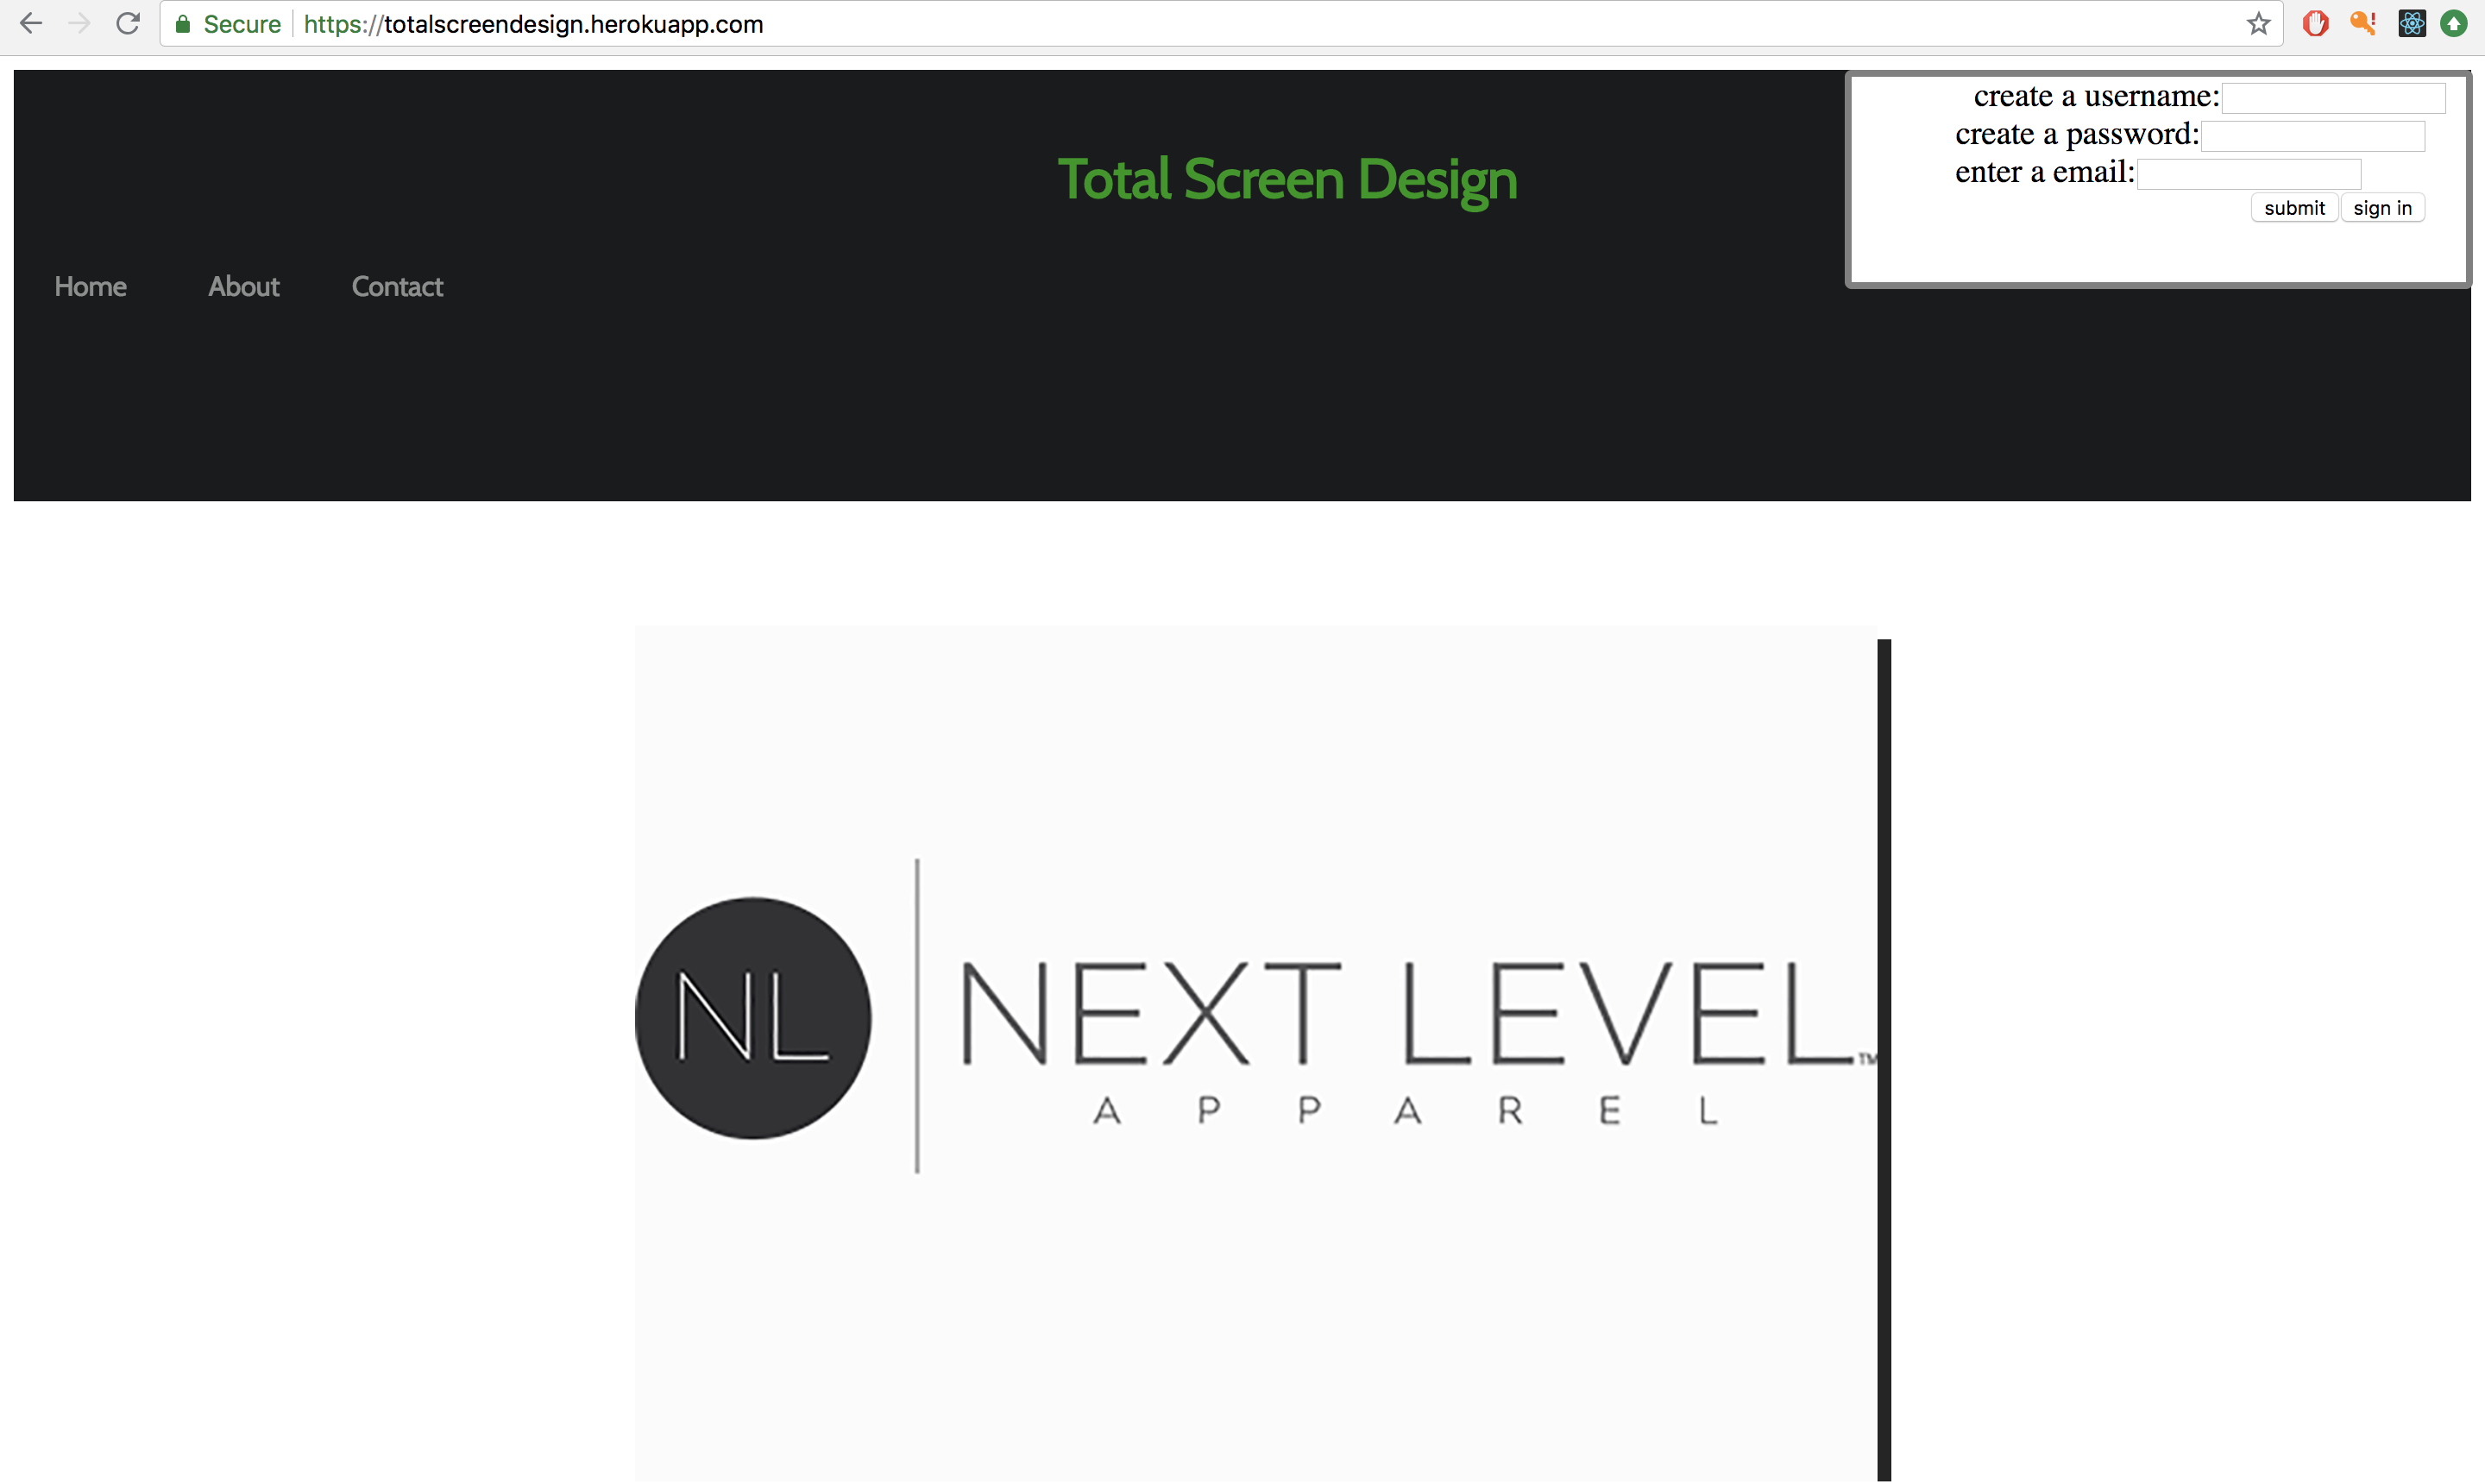 Secure https://totalscreendesign.herokuapp.com
create a username:
create a password:
enter a email:
submit sign in
Total Screen Design
Home About Contact
NL
NEXT LEVEL™
APPAREL